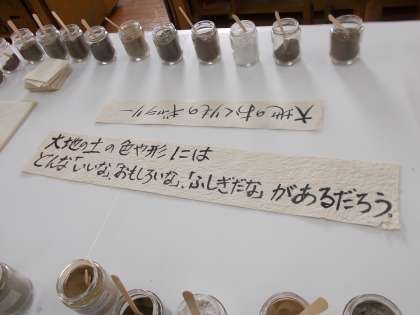 大地のおくりものギャラリー
大地の土の色や形には
どんな「いいな」、「おもしろいな」、「ふしぎだな」があるだろう。